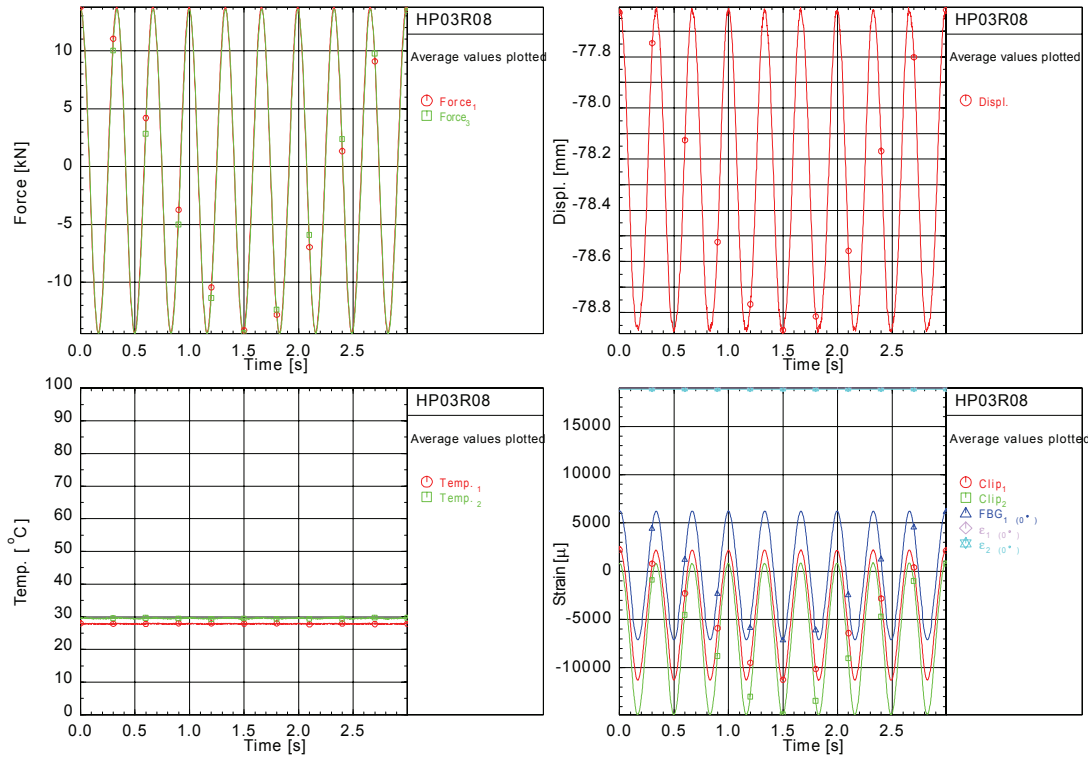 HP03R08
Average values plotted
Force1
Force3
10
5
0
-5
-10
Force [kN]
0.0 0.5 1.0 1.5 2.0 2.5
Time [s]
HP03R08
Average values plotted
Displ.
-77.8
-78.0
-78.2
-78.4
-78.6
-78.8
Displ. [mm]
0.0 0.5 1.0 1.5 2.0 2.5
Time [s]
HP03R08
Average values plotted
Temp. 1
Temp. 2
100
90
80
70
60
50
40
30
20
10
0
Temp. [ °C]
0.0 0.5 1.0 1.5 2.0 2.5
Time [s]
HP03R08
Average values plotted
Clip1
Clip2
FBG1 (0°)
ε1 (0°)
ε2 (0°)
15000
10000
5000
0
-5000
-10000
Strain [μ]
0.0 0.5 1.0 1.5 2.0 2.5
Time [s]